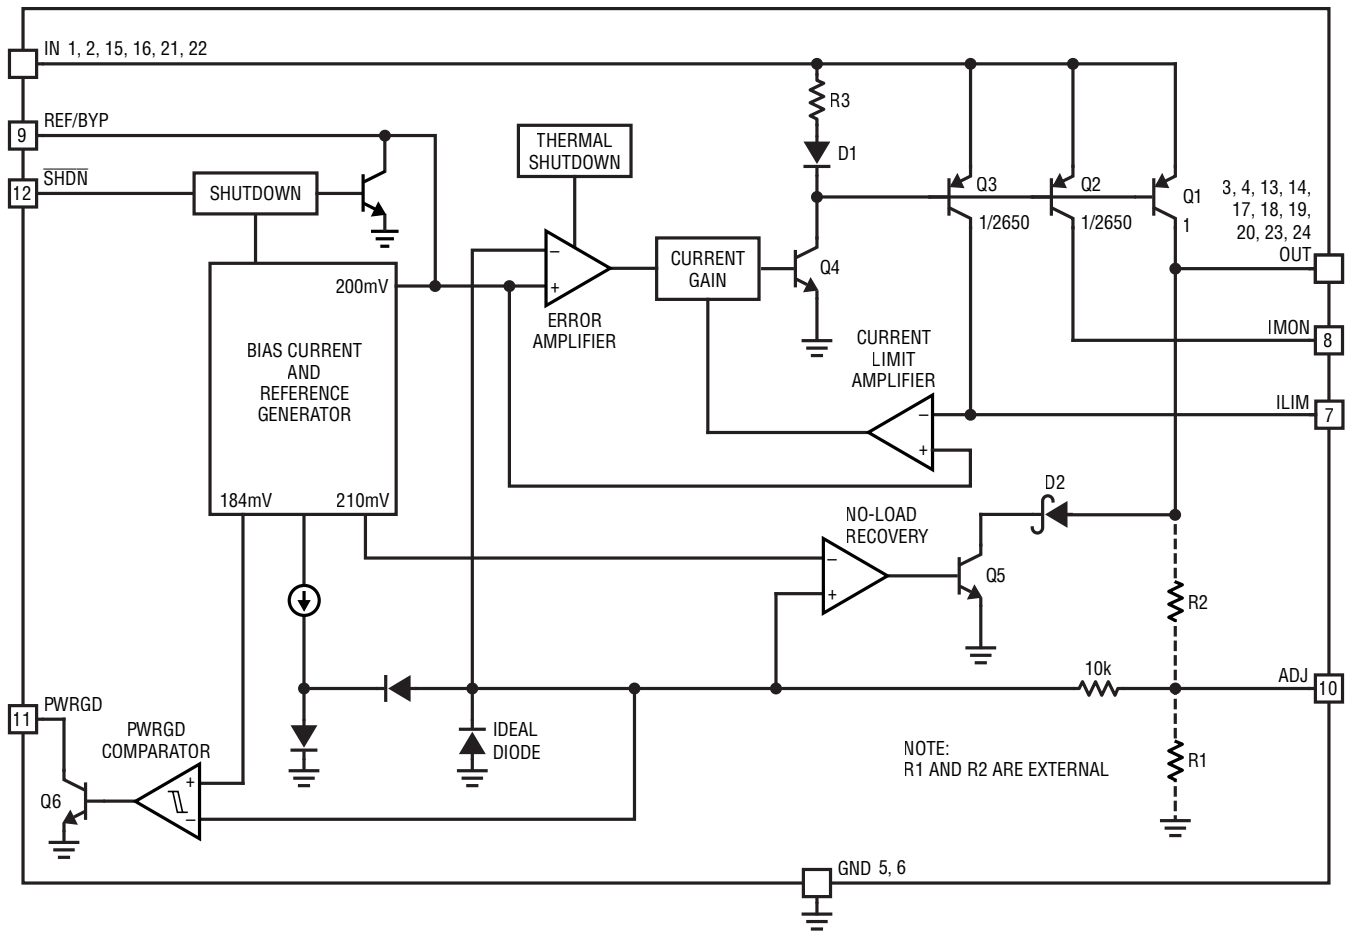 IN 1, 2, 15, 16, 21, 22
9 REF/BYP
12 SHDN
SHUTDOWN
THERMAL
SHUTDOWN
R3
D1
Q3
1/2650
Q2
1/2650
Q1
1
3, 4, 13, 14,
17, 18, 19,
20, 23, 24
OUT
200mV
BIAS CURRENT
AND
REFERENCE
GENERATOR
184mV
210mV
–
+
ERROR
AMPLIFIER
CURRENT
GAIN
Q4
CURRENT
LIMIT
AMPLIFIER
–
+
IMON 8
ILIM 7
D2
NO-LOAD
RECOVERY
–
+
Q5
R2
10k
ADJ 10
R1
NOTE:
R1 AND R2 ARE EXTERNAL
IDEAL
DIODE
11 PWRGD
PWRGD
COMPARATOR
+
–
Q6
GND 5, 6